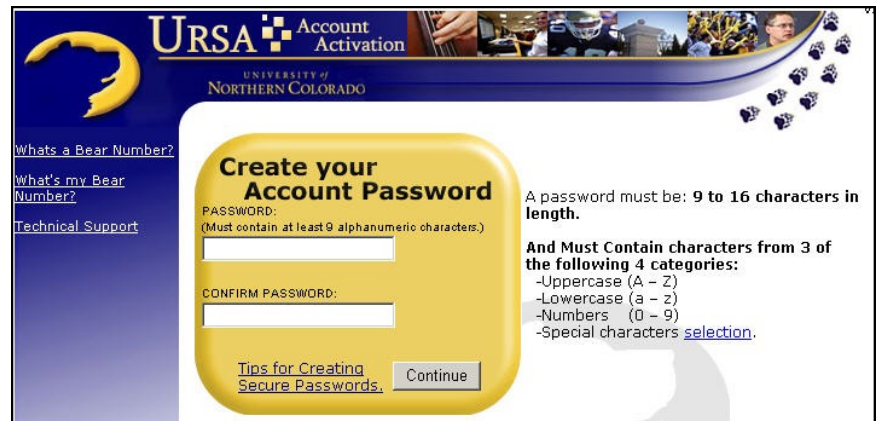 URSA Account
Activation
UNIVERSITY of
NORTHERN COLORADO
Whats a Bear Number?
What's my Bear
Number?
Technical Support
Create your
Account Password
PASSWORD:
(Must contain at least 9 alphanumeric characters.)
CONFIRM PASSWORD:
Tips for Creating
Secure Passwords.
Continue
A password must be: 9 to 16 characters in
length.
And Must Contain characters from 3 of
the following 4 categories:
-Uppercase (A – Z)
-Lowercase (a – z)
-Numbers (0 – 9)
-Special characters selection.